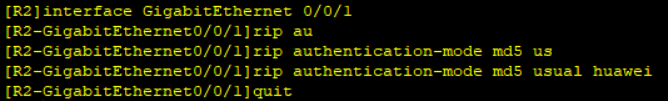 [R2]interface GigabitEthernet 0/0/1
[R2-GigabitEthernet0/0/1]rip au
[R2-GigabitEthernet0/0/1]rip authentication-mode md5 us
[R2-GigabitEthernet0/0/1]rip authentication-mode md5 usual huawei
[R2-GigabitEthernet0/0/1]quit